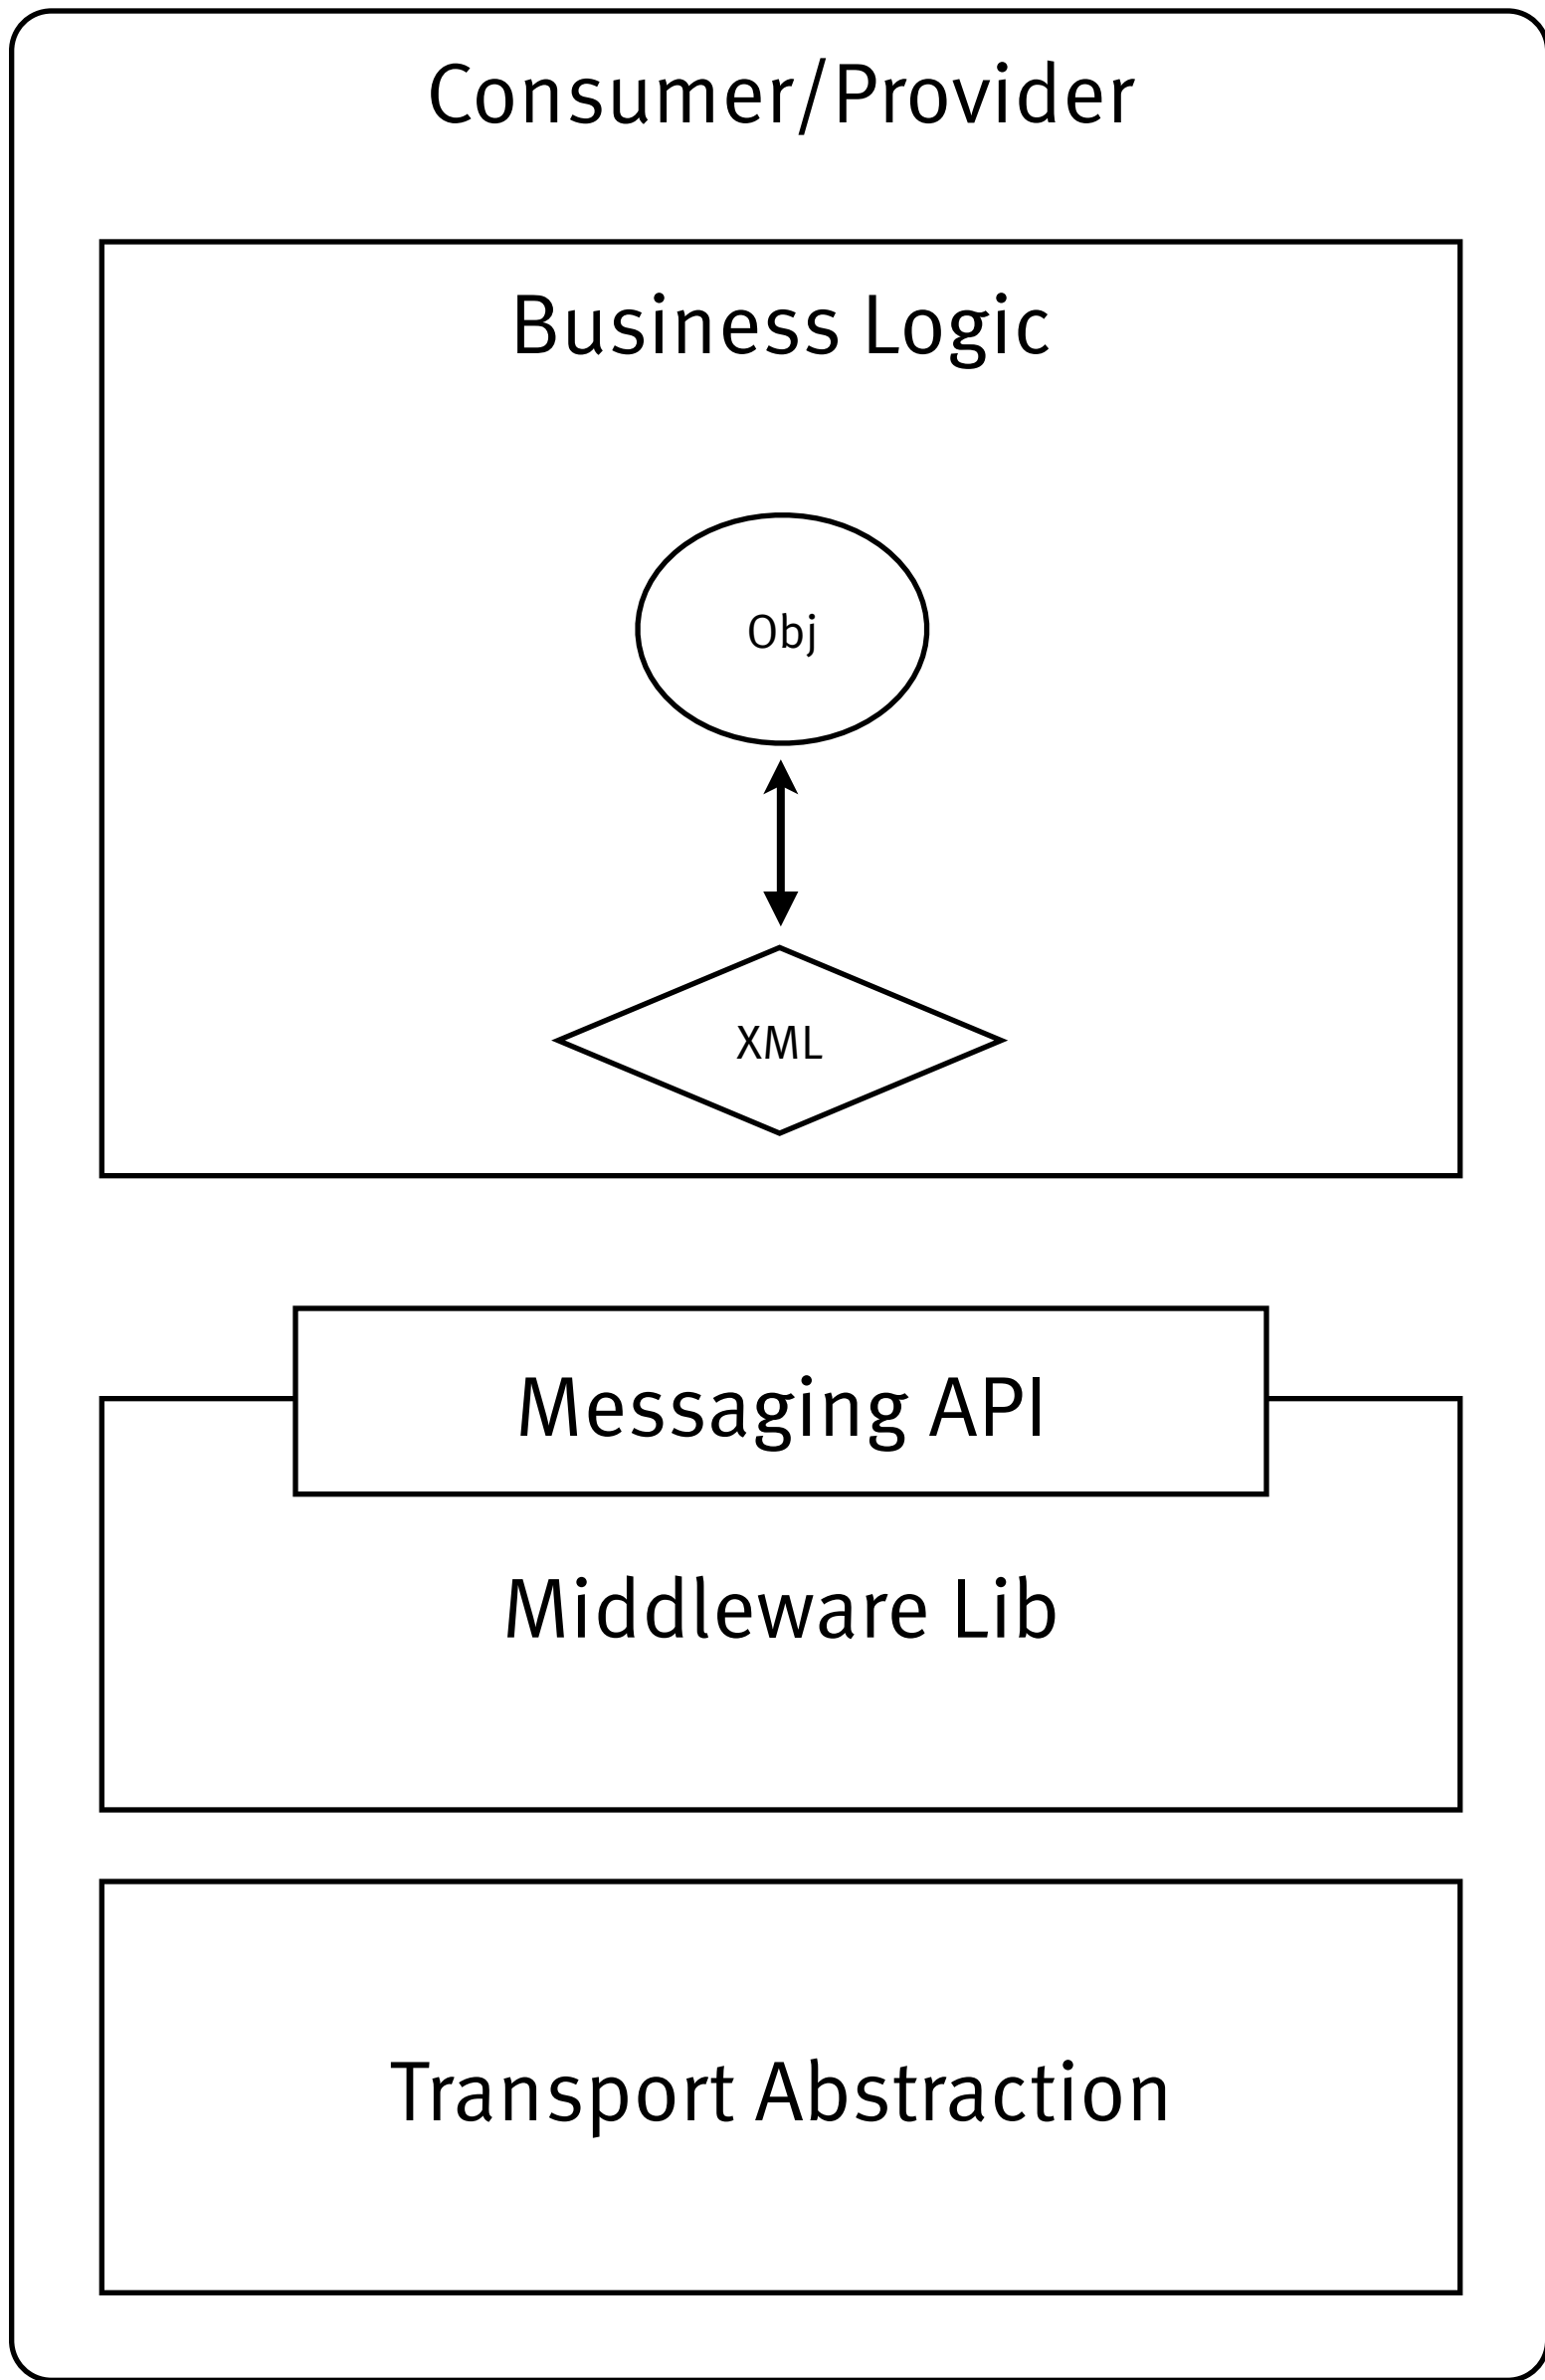 Consumer/Provider
Business Logic
Obj
XML
Messaging API
Middleware Lib
Transport Abstraction